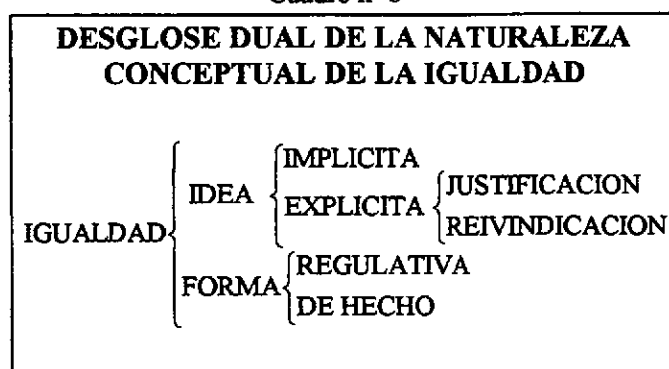 DESGLOSE DUAL DE LA NATURALEZA
CONCEPTUAL DE LA IGUALDAD
IMPLICITA
IDEA
EXPLICITA
JUSTIFICACION
REIVINDICACION
IGUALDAD
REGULATIVA
FORMA
DE HECHO